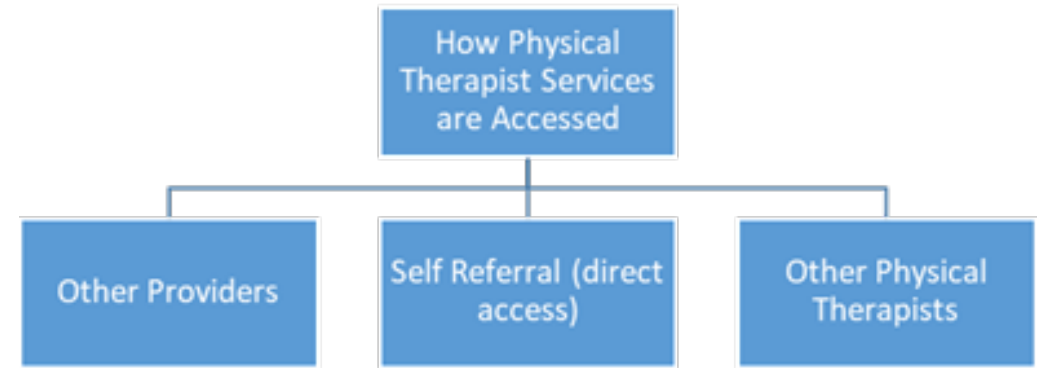 How Physical
Therapist Services
are Accessed
Other Providers
Self Referral (direct
access)
Other Physical
Therapists